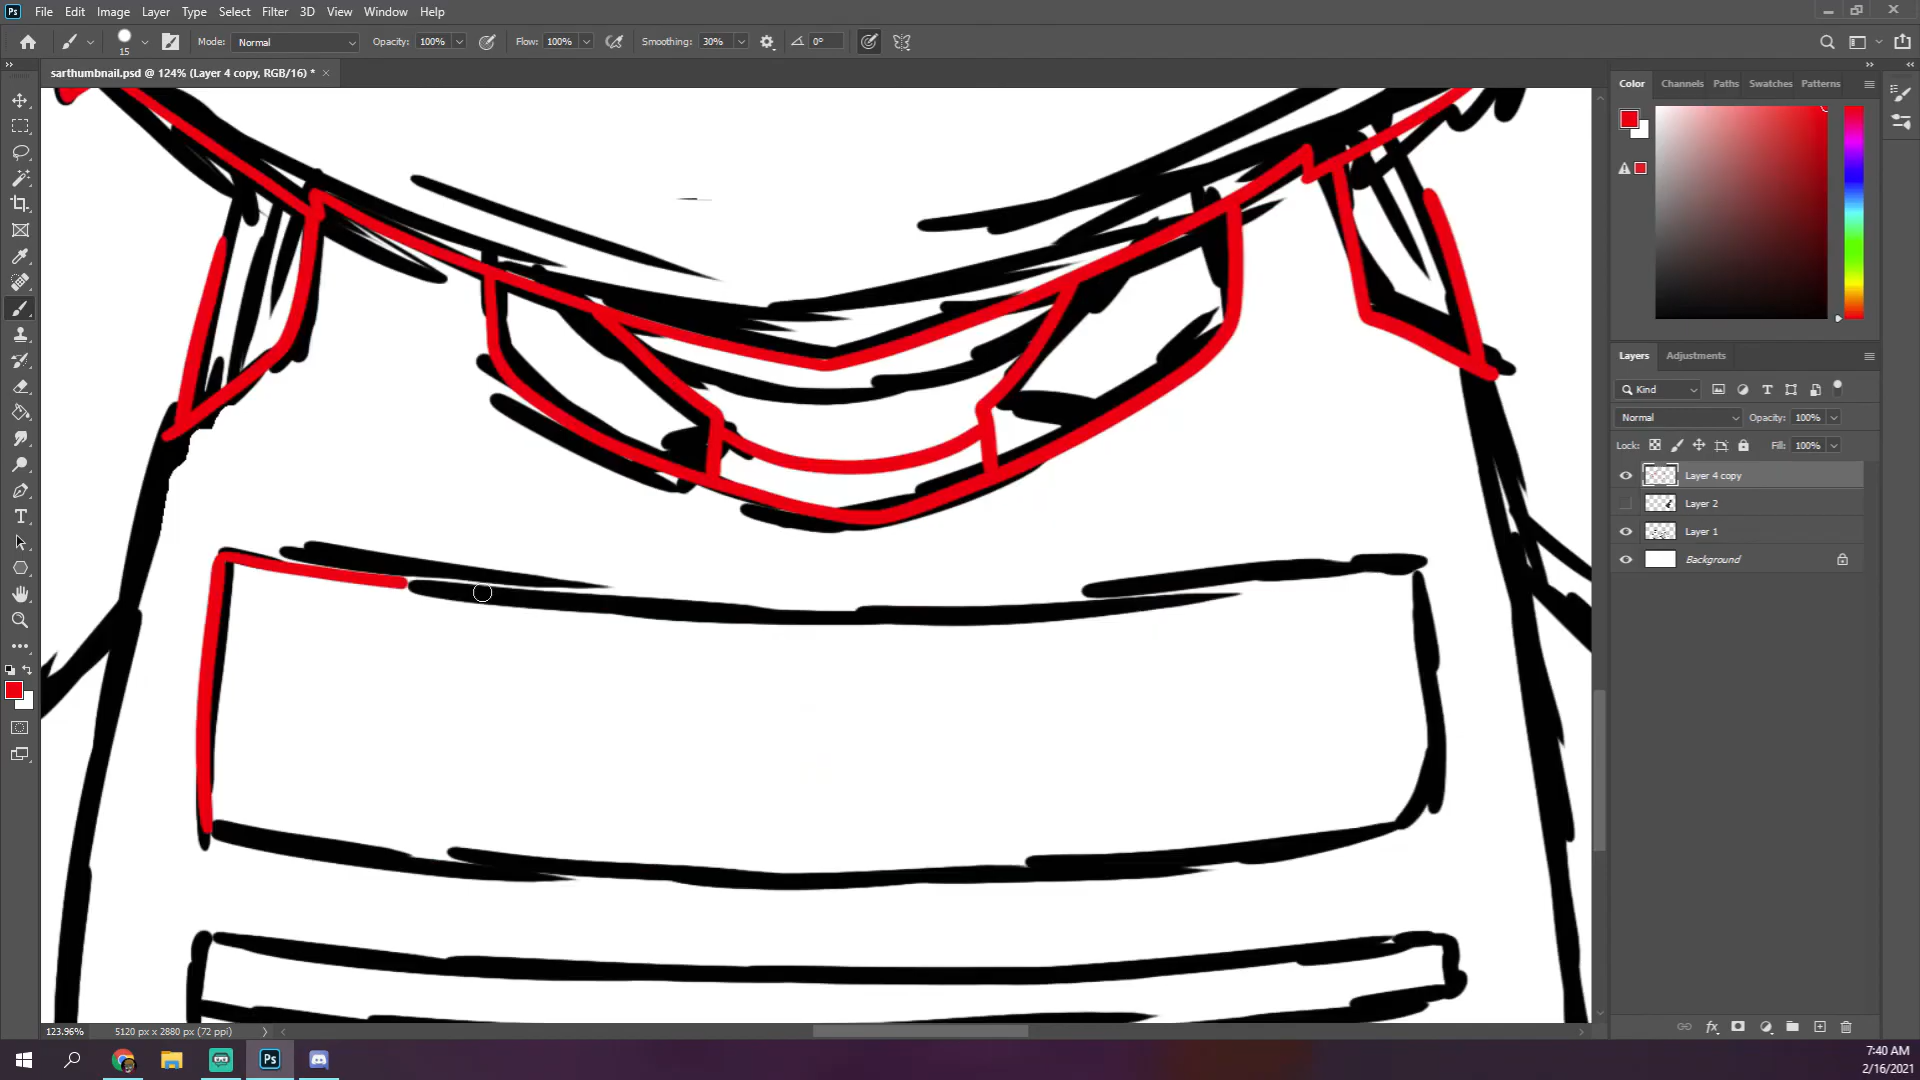 Ps File Edit Image Layer Type Select Filter 3D View Window Help
15 Mode: Normal Opacity: 100% Flow: 100% Smoothing: 30% 0°
sarthumbnail.psd @ 124% (Layer 4 copy, RGB/16) * ×
Color Channels Paths Swatches Patterns
Layers Adjustments
Kind
Normal Opacity: 100%
Lock: Fill: 100%
Layer 4 copy
Layer 2
Layer 1
Background
123.96% 5120 px x 2880 px (72 ppi)
Ps
7:40 AM
2/16/2021